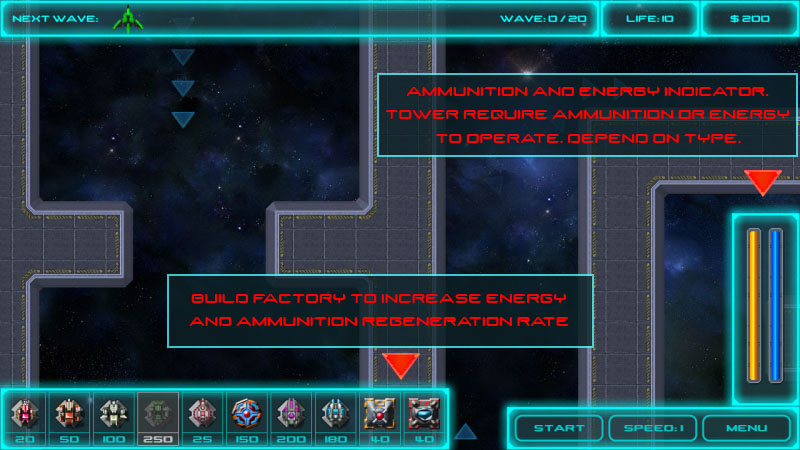 NEXT WAVE:
WAVE: 0 / 20
LIFE: 10
$ 200
AMMUNITION AND ENERGY INDICATOR.
TOWER REQUIRE AMMUNITION OR ENERGY
TO OPERATE. DEPEND ON TYPE.
BUILD FACTORY TO INCREASE ENERGY
AND AMMUNITION REGENERATION RATE
20 50 100 250 25 150 200 180 40 40
START
SPEED: 1
MENU